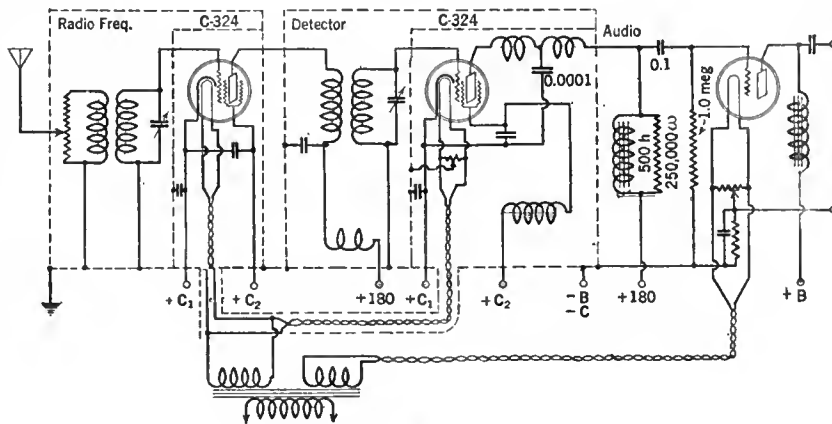 Radio Freq.
C-324
Detector
C-324
Audio
0.0001
0.1
1.0 meg
500 h
250,000ω
+ C₁
+ C₂
+180
+ C₁
+ C₂
− B
− C
+180
+ B